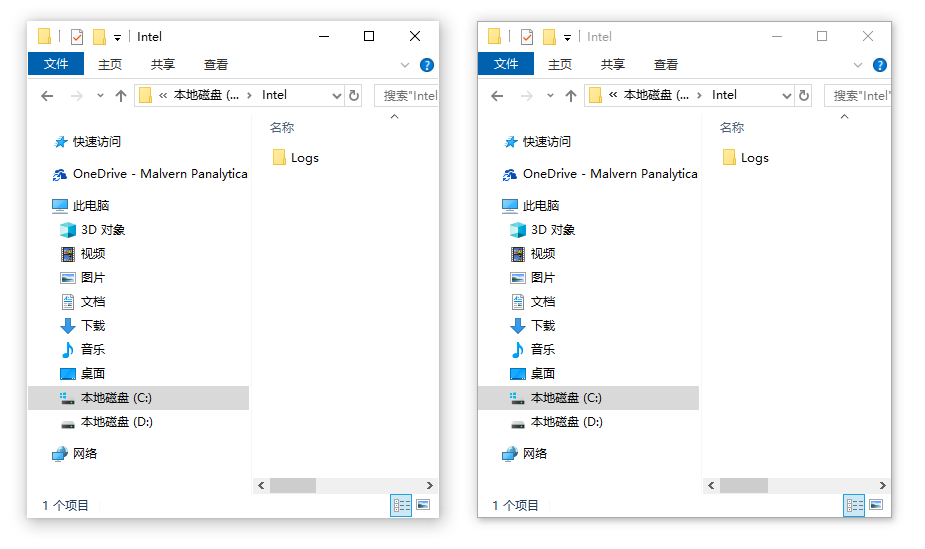 Intel
文件 主页 共享 查看
« 本地磁盘 (... › Intel 搜索"Intel
名称
快速访问
Logs
OneDrive - Malvern Panalytica
此电脑
3D 对象
视频
图片
文档
下载
音乐
桌面
本地磁盘 (C:)
本地磁盘 (D:)
网络
1 个项目
Intel
文件 主页 共享 查看
« 本地磁盘 (... › Intel 搜索"Intel"
名称
快速访问
Logs
OneDrive - Malvern Panalytica
此电脑
3D 对象
视频
图片
文档
下载
音乐
桌面
本地磁盘 (C:)
本地磁盘 (D:)
网络
1 个项目